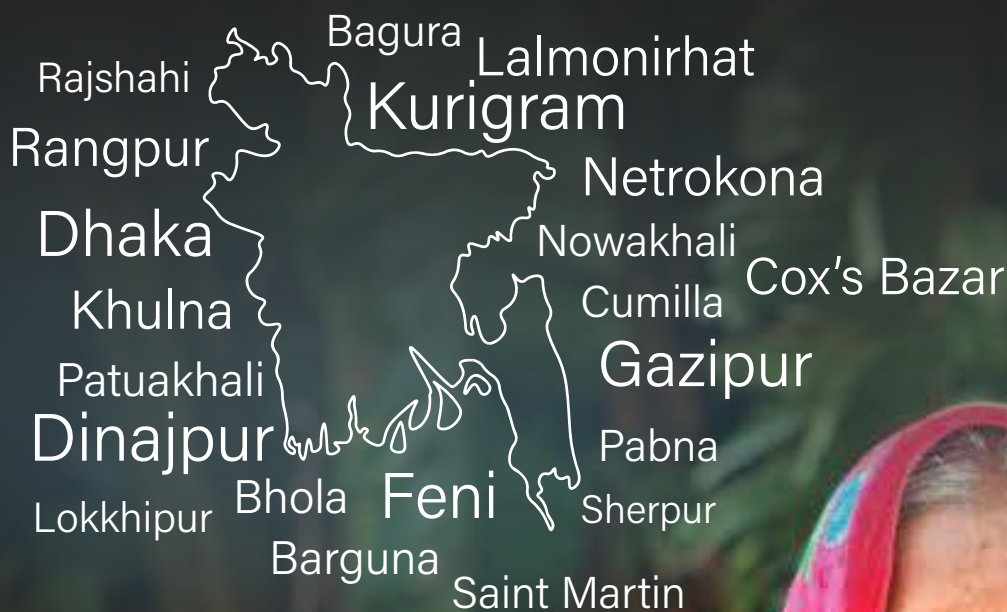 Bagura
Lalmonirhat
Rajshahi
Kurigram
Rangpur
Netrokona
Dhaka
Nowakhali
Cox's Bazar
Khulna
Cumilla
Gazipur
Patuakhali
Dinajpur
Pabna
Bhola
Feni
Lokkhipur
Sherpur
Barguna
Saint Martin